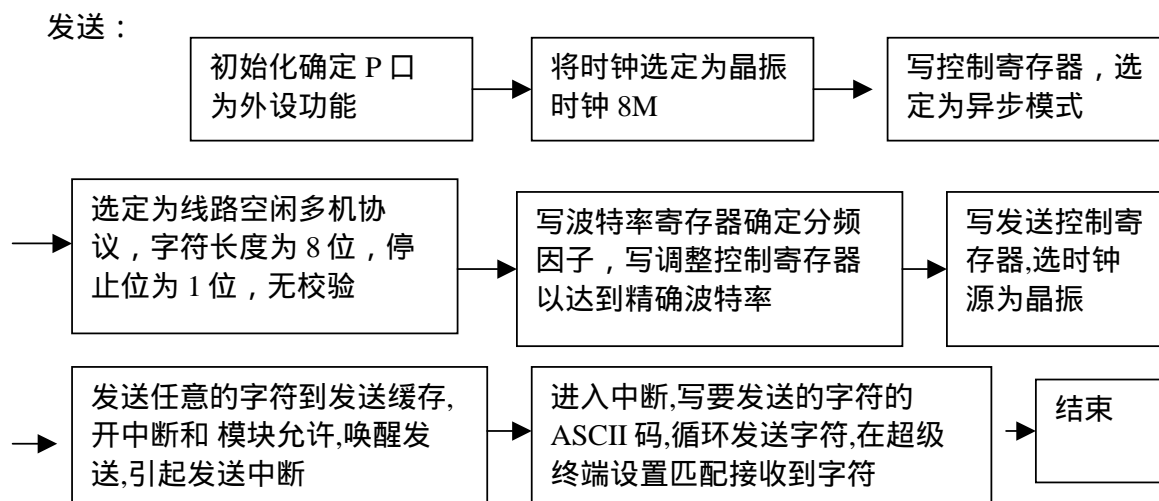 发送：
初始化确定 P 口
为外设功能
将时钟选定为晶振
时钟 8M
写控制寄存器，选
定为异步模式
选定为线路空闲多机协
议，字符长度为 8 位，停
止位为 1 位，无校验
写波特率寄存器确定分频
因子，写调整控制寄存器
以达到精确波特率
写发送控制寄
存器,选时钟
源为晶振
发送任意的字符到发送缓存,
开中断和 模块允许,唤醒发
送,引起发送中断
进入中断,写要发送的字符的
ASCII 码,循环发送字符,在超级
终端设置匹配接收到字符
结束